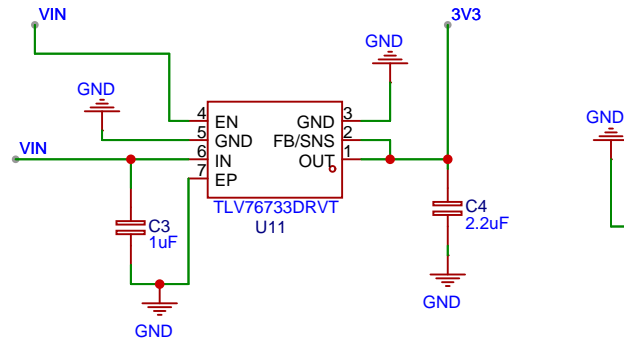 VIN
3V3
GND
GND
GND
4 EN
GND 3
5 GND
FB/SNS 2
VIN
6 IN
OUT 1
7 EP
TLV76733DRVT
U11
C3
1uF
C4
2.2uF
GND
GND